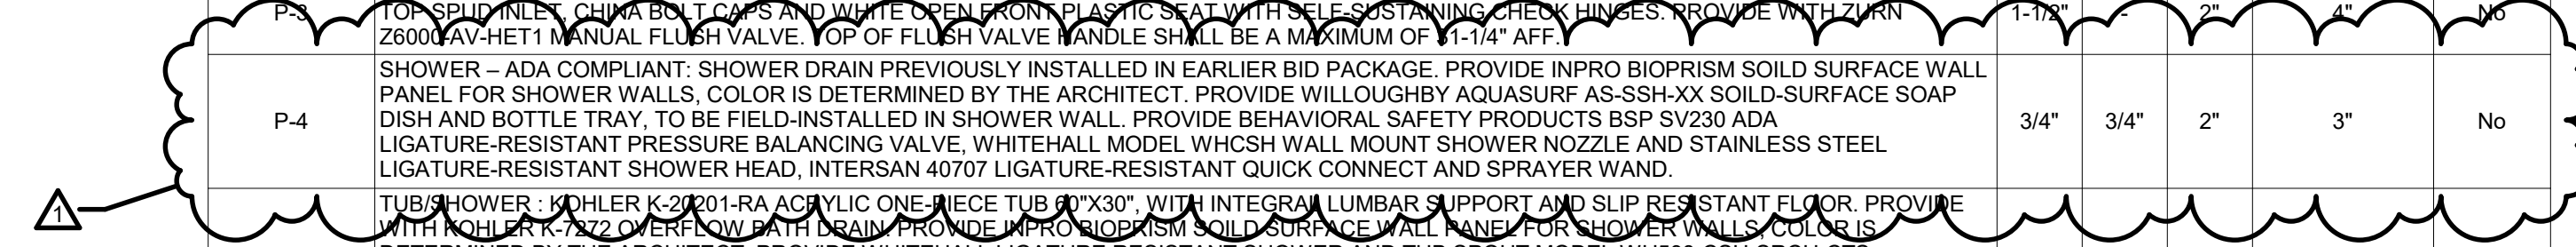 P-3 TOP SPUD INLET, CHINA BOLT CAPS AND WHITE OPEN FRONT PLASTIC SEAT WITH SELF-SUSTAINING CHECK HINGES. PROVIDE WITH ZURN 1-1/2" - 2" 4" No
Z6000-AV-HET1 MANUAL FLUSH VALVE. TOP OF FLUSH VALVE HANDLE SHALL BE A MAXIMUM OF AFF.
SHOWER – ADA COMPLIANT: SHOWER DRAIN PREVIOUSLY INSTALLED IN EARLIER BID PACKAGE. PROVIDE INPRO BIOPRISM SOILD SURFACE WALL
PANEL FOR SHOWER WALLS, COLOR IS DETERMINED BY THE ARCHITECT. PROVIDE WILLOUGHBY AQUASURF AS-SSH-XX SOILD-SURFACE SOAP
P-4 DISH AND BOTTLE TRAY, TO BE FIELD-INSTALLED IN SHOWER WALL. PROVIDE BEHAVIORAL SAFETY PRODUCTS BSP SV230 ADA 3/4" 3/4" 2" 3" No
LIGATURE-RESISTANT PRESSURE BALANCING VALVE, WHITEHALL MODEL WHCSH WALL MOUNT SHOWER NOZZLE AND STAINLESS STEEL
LIGATURE-RESISTANT SHOWER HEAD, INTERSAN 40707 LIGATURE-RESISTANT QUICK CONNECT AND SPRAYER WAND.
1
TUB/SHOWER : KOHLER K-20201-RA ACRYLIC ONE-PIECE TUB 60"X30", WITH INTEGRAL LUMBAR SUPPORT AND SLIP RESISTANT FLOOR. PROVIDE
WITH KOHLER K-7272 OVERFLOW BATH DRAIN. PROVIDE INPRO BIOPRISM SOILD SURFACE WALL PANEL FOR SHOWER WALLS, COLOR IS